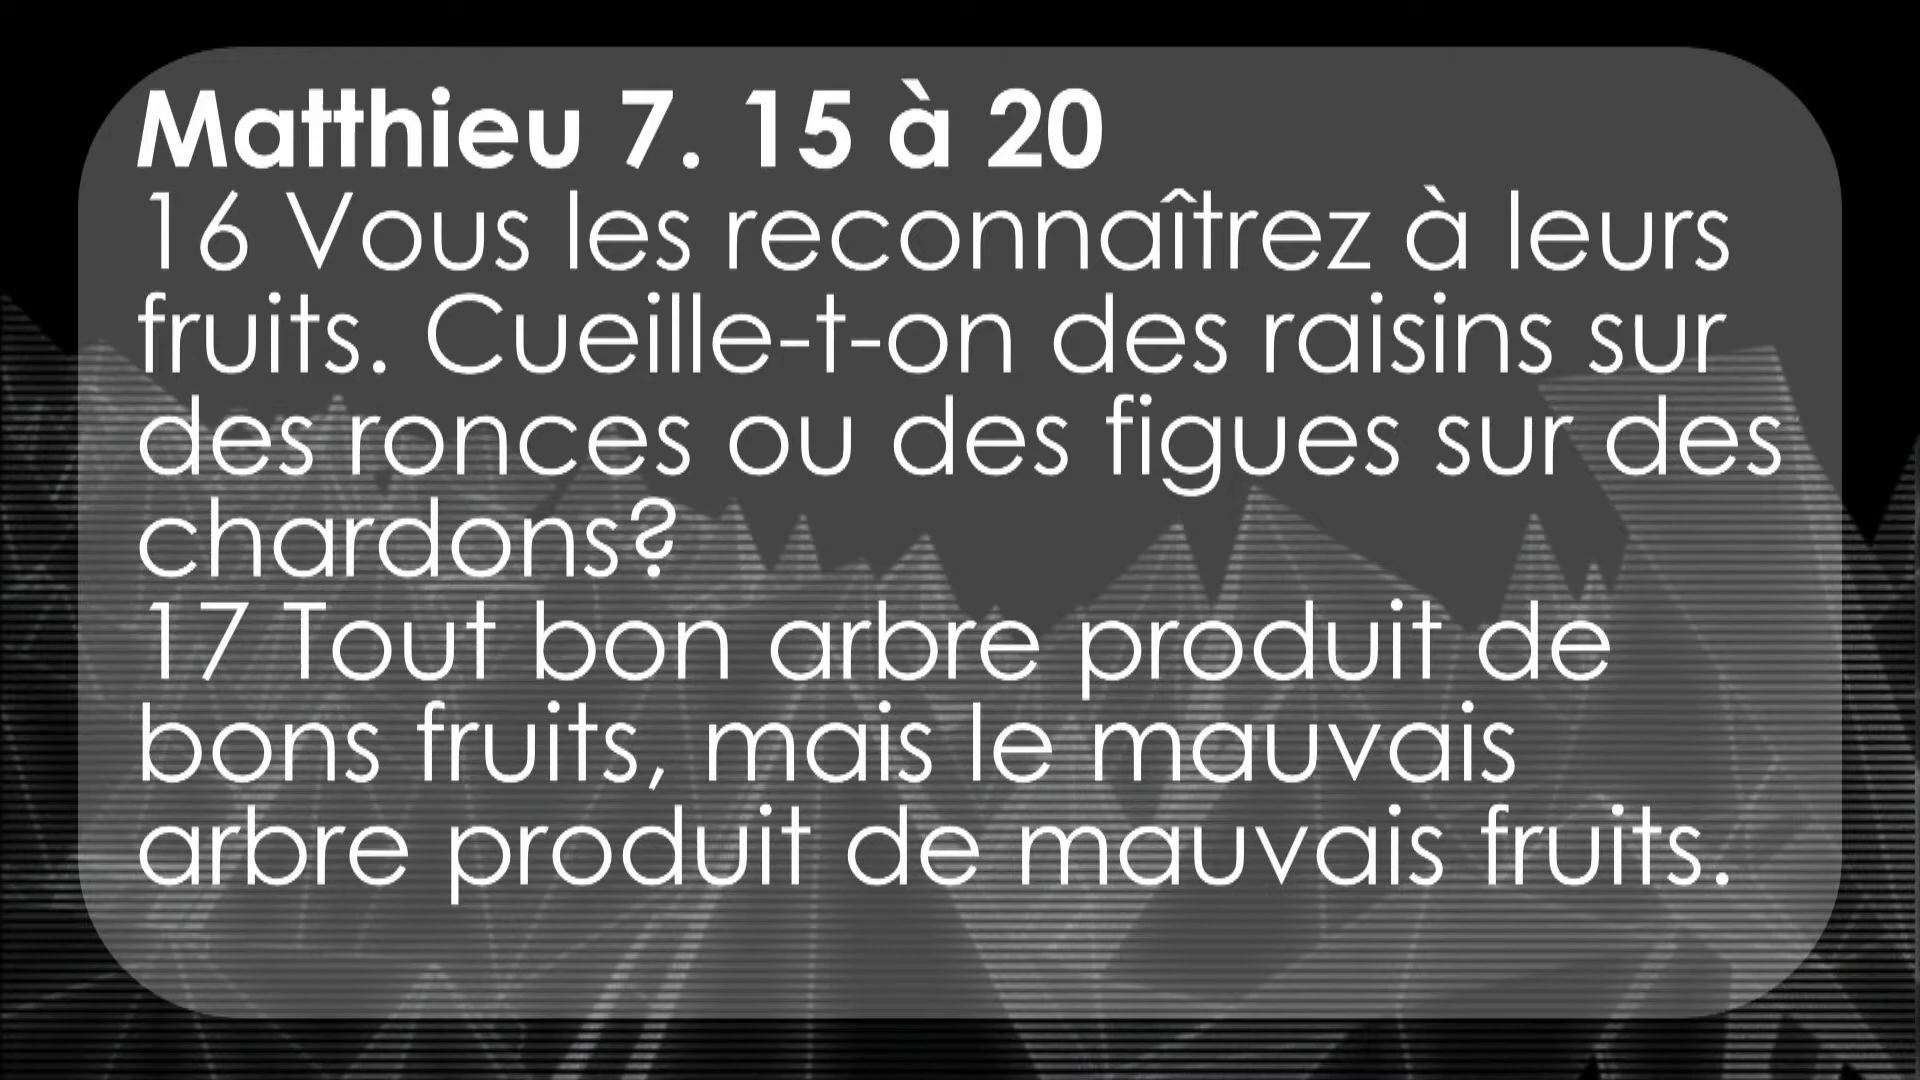 Matthieu 7. 15 à 20
16 Vous les reconnaîtrez à leurs
fruits. Cueille-t-on des raisins sur
des ronces ou des figues sur des
chardons?
17 Tout bon arbre produit de
bons fruits, mais le mauvais
arbre produit de mauvais fruits.